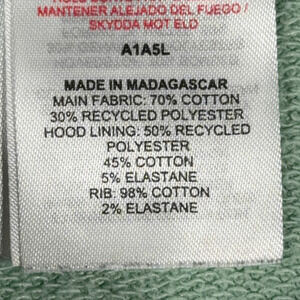 MANTENER ALEJADO DEL FUEGO /
SKYDDA MOT ELD
A1A5L
MADE IN MADAGASCAR
MAIN FABRIC: 70% COTTON
30% RECYCLED POLYESTER
HOOD LINING: 50% RECYCLED
POLYESTER
45% COTTON
5% ELASTANE
RIB: 98% COTTON
2% ELASTANE